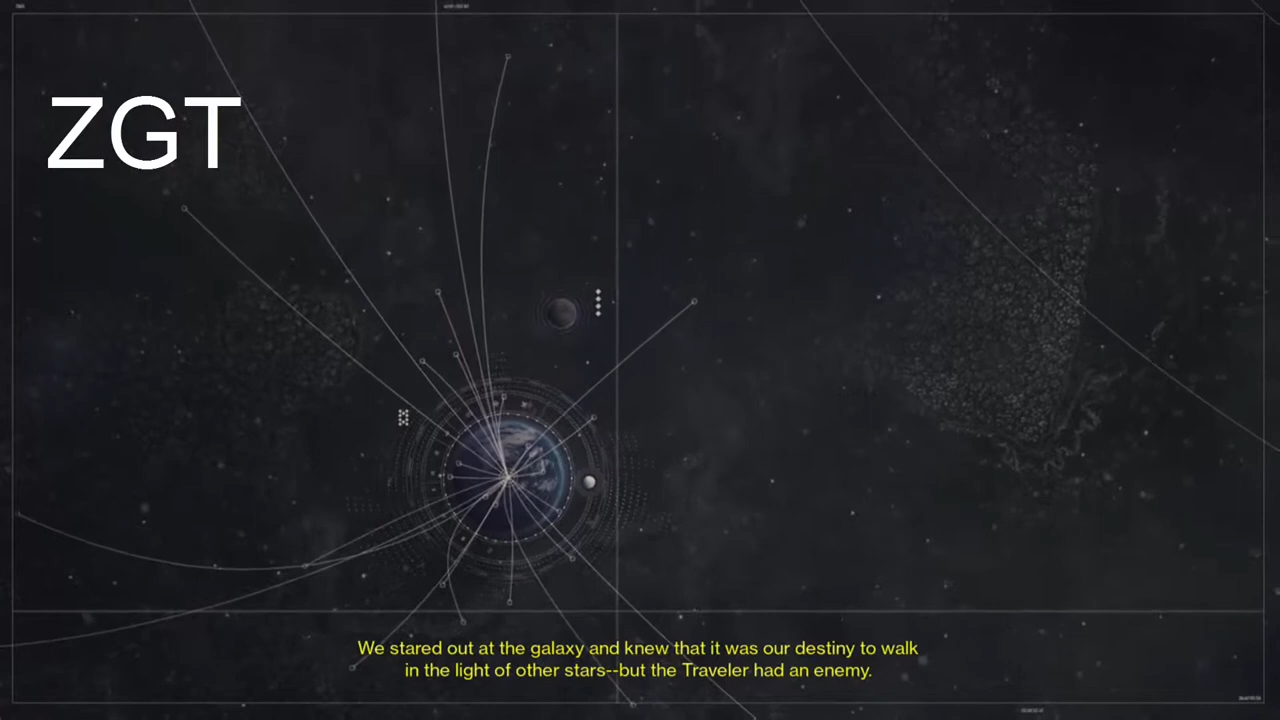 ZGT
We stared out at the galaxy and knew that it was our destiny to walk
in the light of other stars--but the Traveler had an enemy.